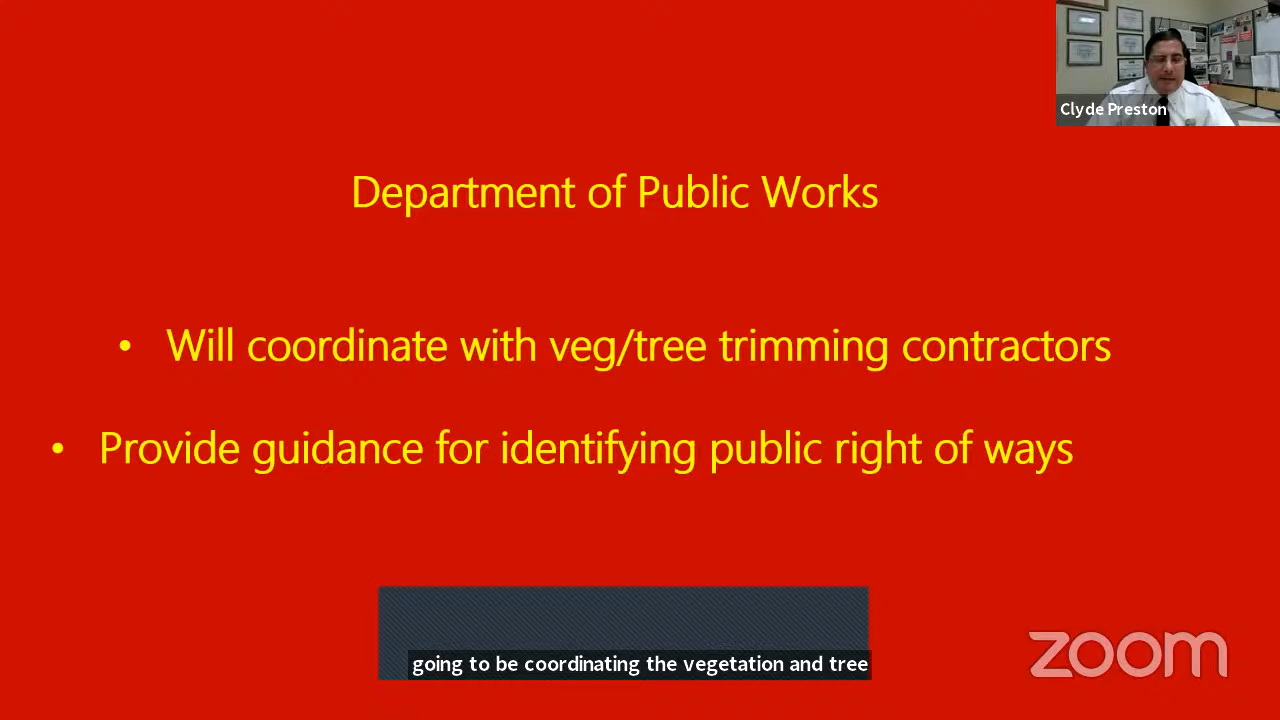 Clyde Preston
Department of Public Works
• Will coordinate with veg/tree trimming contractors
• Provide guidance for identifying public right of ways
going to be coordinating the vegetation and tree
zoom